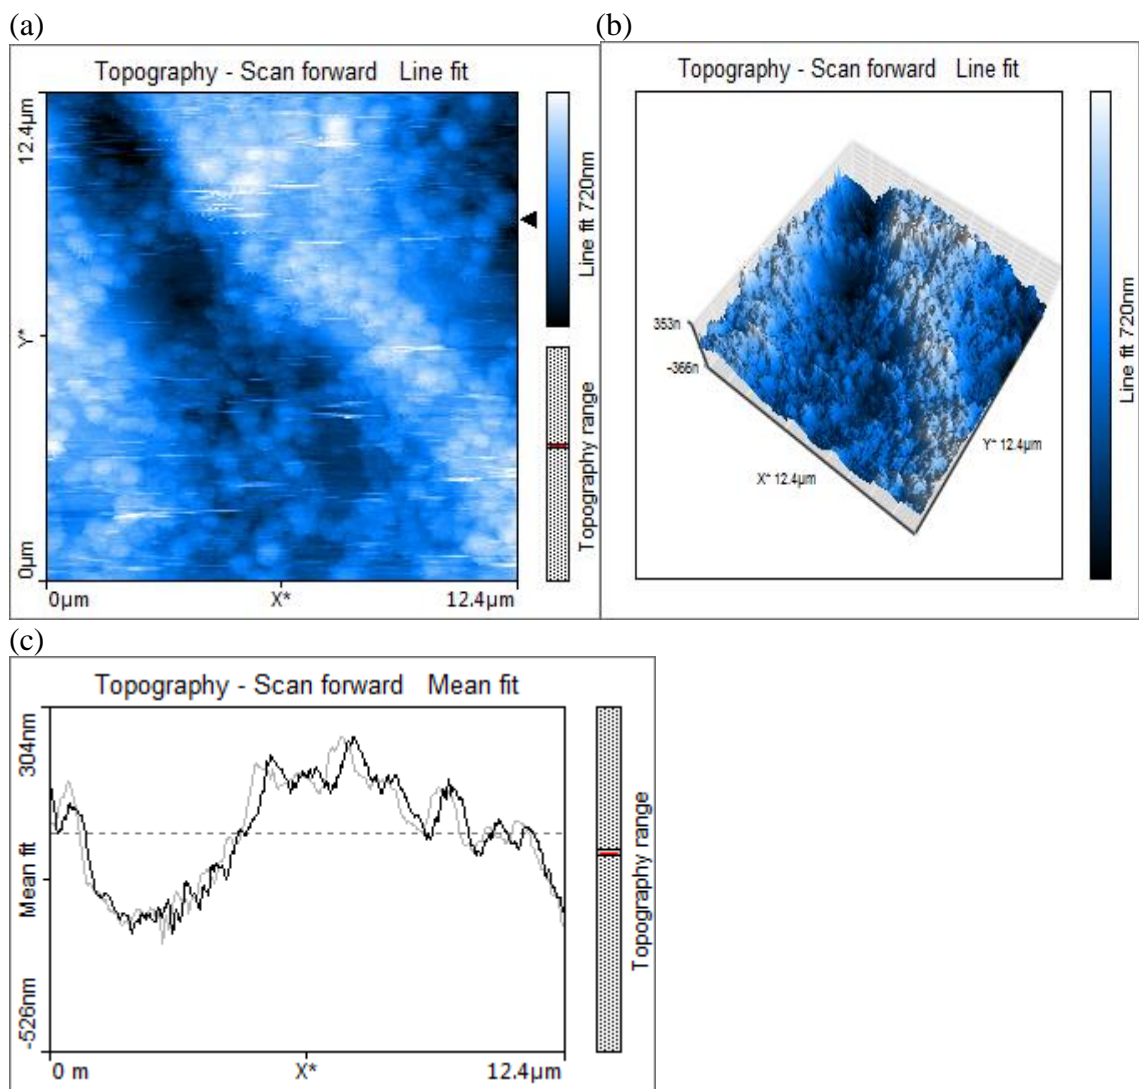 (a)
Topography - Scan forward Line fit
12.4µm
Y*
0µm
0µm
X*
12.4µm
Line fit 720nm
Topography range
(b)
Topography - Scan forward Line fit
353n
-366n
X* 12.4µm
Y* 12.4µm
Line fit 720nm
(c)
Topography - Scan forward Mean fit
304nm
Mean fit
-526nm
0 m
X*
12.4µm
Topography range